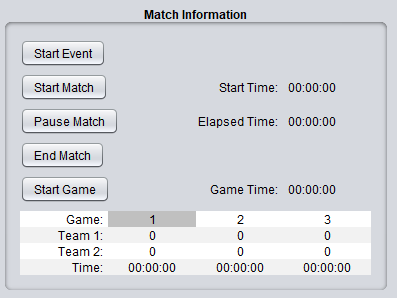 Match Information
Start Event
Start Match Start Time: 00:00:00
Pause Match Elapsed Time: 00:00:00
End Match
Start Game Game Time: 00:00:00
Game: 1 2 3
Team 1: 0 0 0
Team 2: 0 0 0
Time: 00:00:00 00:00:00 00:00:00